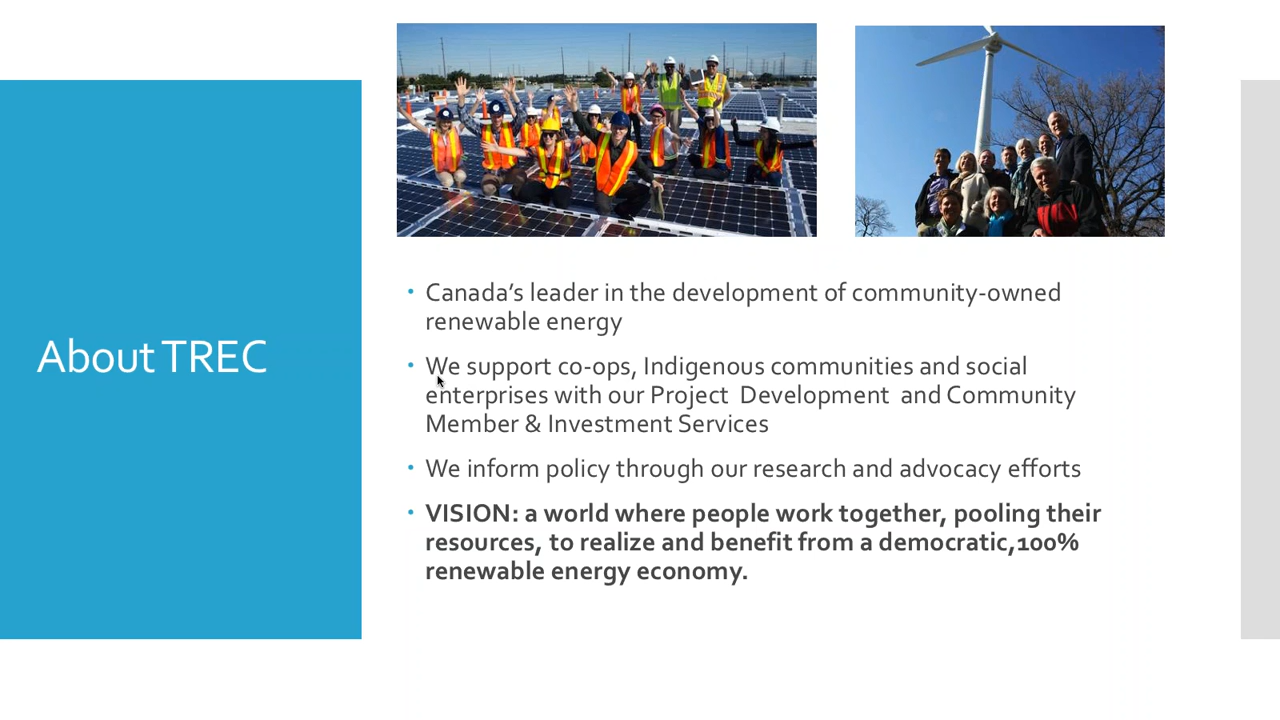 About TREC
• Canada’s leader in the development of community-owned
renewable energy
• We support co-ops, Indigenous communities and social
enterprises with our Project  Development  and Community
Member & Investment Services
• We inform policy through our research and advocacy efforts
• VISION: a world where people work together, pooling their
resources, to realize and benefit from a democratic,100%
renewable energy economy.